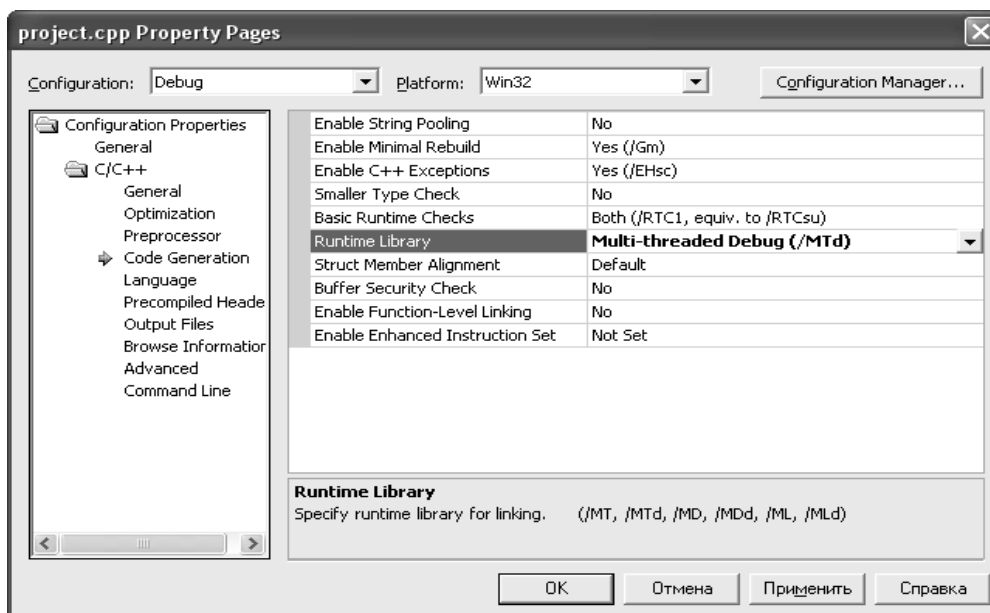 project.cpp Property Pages
Configuration: Debug Platform: Win32 Configuration Manager...
Configuration Properties
General
C/C++
General
Optimization
Preprocessor
Code Generation
Language
Precompiled Heade
Output Files
Browse Information
Advanced
Command Line
Enable String Pooling No
Enable Minimal Rebuild Yes (/Gm)
Enable C++ Exceptions Yes (/EHsc)
Smaller Type Check No
Basic Runtime Checks Both (/RTC1, equiv. to /RTCsu)
Runtime Library Multi-threaded Debug (/MTd)
Struct Member Alignment Default
Buffer Security Check No
Enable Function-Level Linking No
Enable Enhanced Instruction Set Not Set
Runtime Library
Specify runtime library for linking. (/MT, /MTd, /MD, /MDd, /ML, /MLd)
OK Отмена Применить Справка